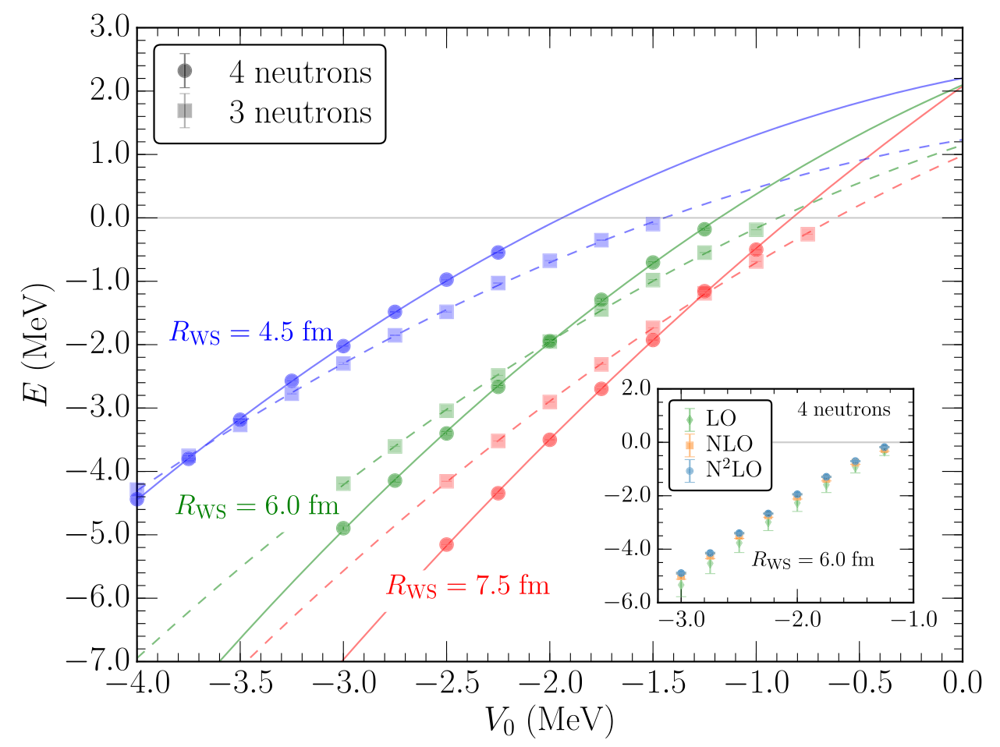 3.0
2.0
1.0
0.0
−1.0
−2.0
−3.0
−4.0
−5.0
−6.0
−7.0
E (MeV)
4 neutrons
3 neutrons
R_WS = 4.5 fm
R_WS = 6.0 fm
R_WS = 7.5 fm
2.0
0.0
−2.0
−4.0
−6.0
LO
NLO
N²LO
4 neutrons
R_WS = 6.0 fm
−3.0 −2.0 −1.0
−4.0 −3.5 −3.0 −2.5 −2.0 −1.5 −1.0 −0.5 0.0
V₀ (MeV)